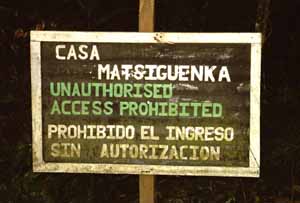 CASA
MATSIGUENKA
UNAUTHORISED
ACCESS PROHIBITED
PROHIBIDO EL INGRESO
SIN AUTORIZACION